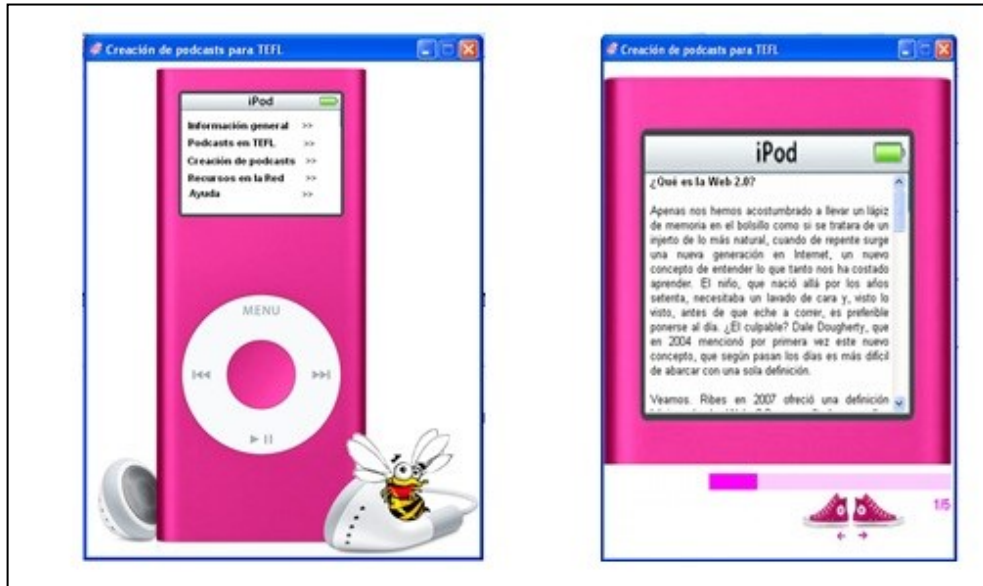 Creación de podcasts para TEFL
iPod
Información general >>
Podcasts en TEFL >>
Creación de podcasts >>
Recursos en la Red >>
Ayuda >>
MENU
Creación de podcasts para TEFL
iPod
¿Qué es la Web 2.0?
Apenas nos hemos acostumbrado a llevar un lápiz
de memoria en el bolsillo como si se tratara de un
injerto de lo más natural, cuando de repente surge
una nueva generación en Internet, un nuevo
concepto de entender lo que tanto nos ha costado
aprender. El niño, que nació allá por los años
setenta, necesitaba un lavado de cara y, visto lo
visto, antes de que eche a correr, es preferible
ponerse al día. ¿El culpable? Dale Dougherty, que
en 2004 mencionó por primera vez este nuevo
concepto, que según pasan los días es más difícil
de abarcar con una sola definición.
Veamos. Ribes en 2007 ofreció una definición
1/5